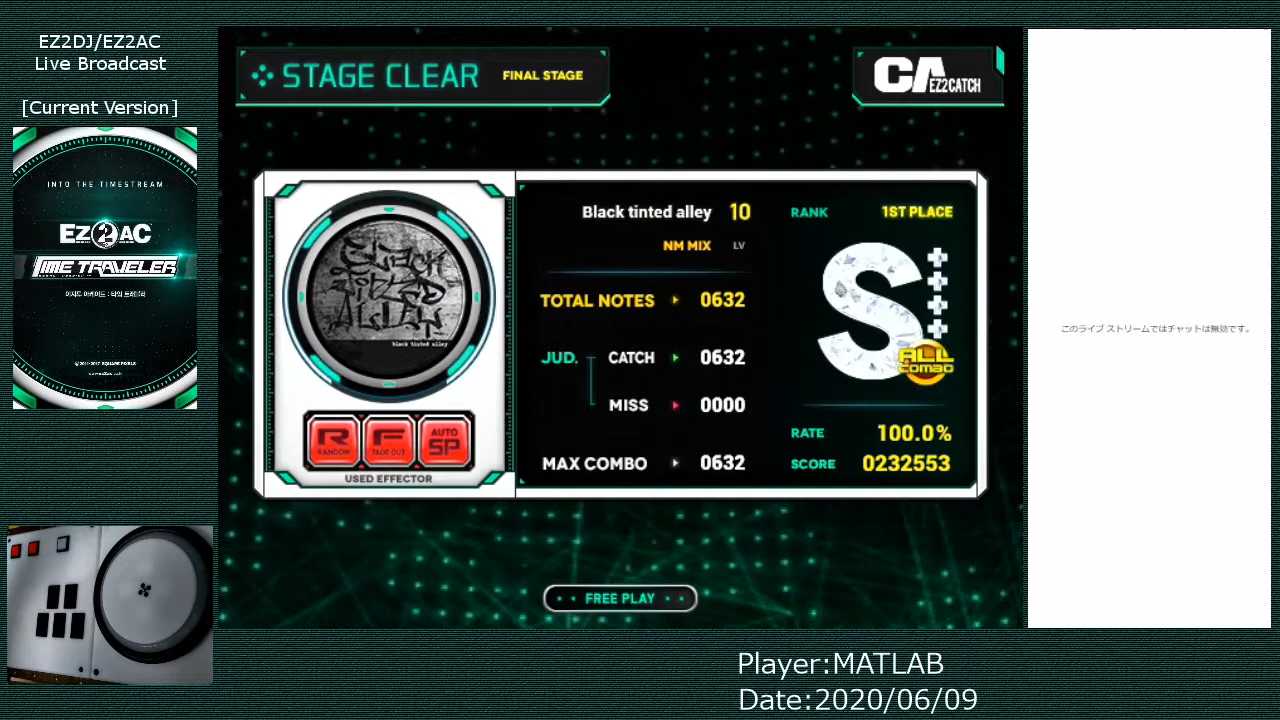 EZ2DJ/EZ2AC
Live Broadcast
[Current Version]
INTO THE TIMESTREAM
EZ2AC
TIME TRAVELER
STAGE CLEAR
FINAL STAGE
CA
EZ2CATCH
Black tinted alley 10
NM MIX LV
RANK 1ST PLACE
TOTAL NOTES 0632
JUD. CATCH 0632
MISS 0000
MAX COMBO 0632
S
ALL
COMBO
RATE 100.0%
SCORE 0232553
BLACK
TINTED
ALLEY
black tinted alley
R
RANDOM
F
FADE OUT
AUTO
SP
USED EFFECTOR
FREE PLAY
このライブ ストリームではチャットは無効です。
Player:MATLAB
Date:2020/06/09